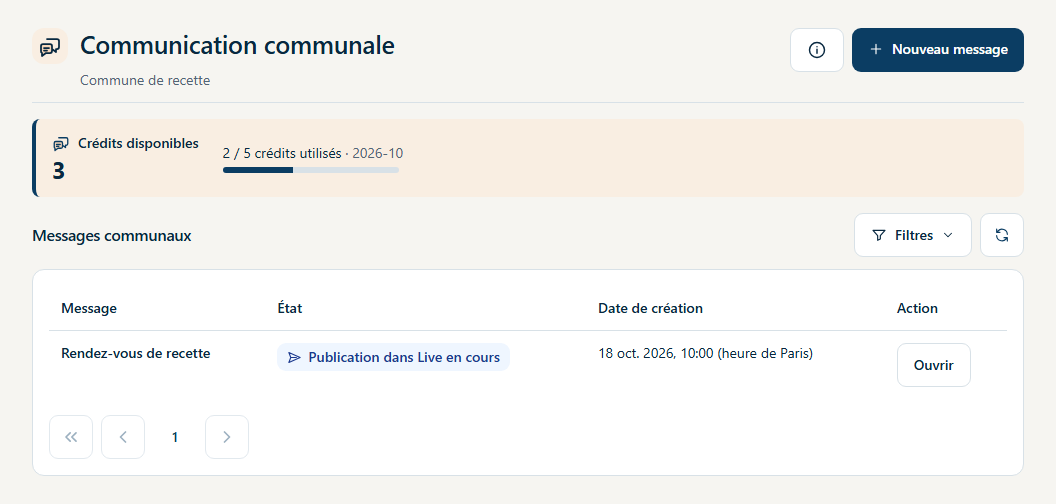 Communication communale
Commune de recette
Nouveau message
Crédits disponibles
3
2 / 5 crédits utilisés · 2026-10
Messages communaux
Filtres
Message État Date de création Action
Rendez-vous de recette Publication dans Live en cours 18 oct. 2026, 10:00 (heure de Paris) Ouvrir
1